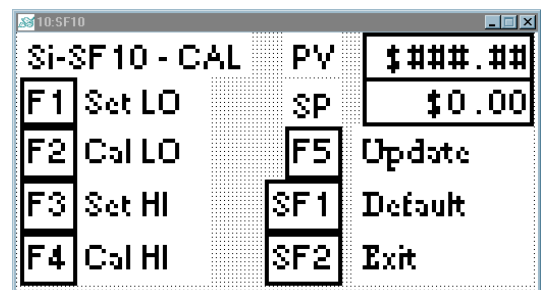 10:SF10
Si-SF10 - CAL PV $###.##
F1 Set LO SP $0.00
F2 Cal LO F5 Update
F3 Set HI SF1 Default
F4 Cal HI SF2 Exit